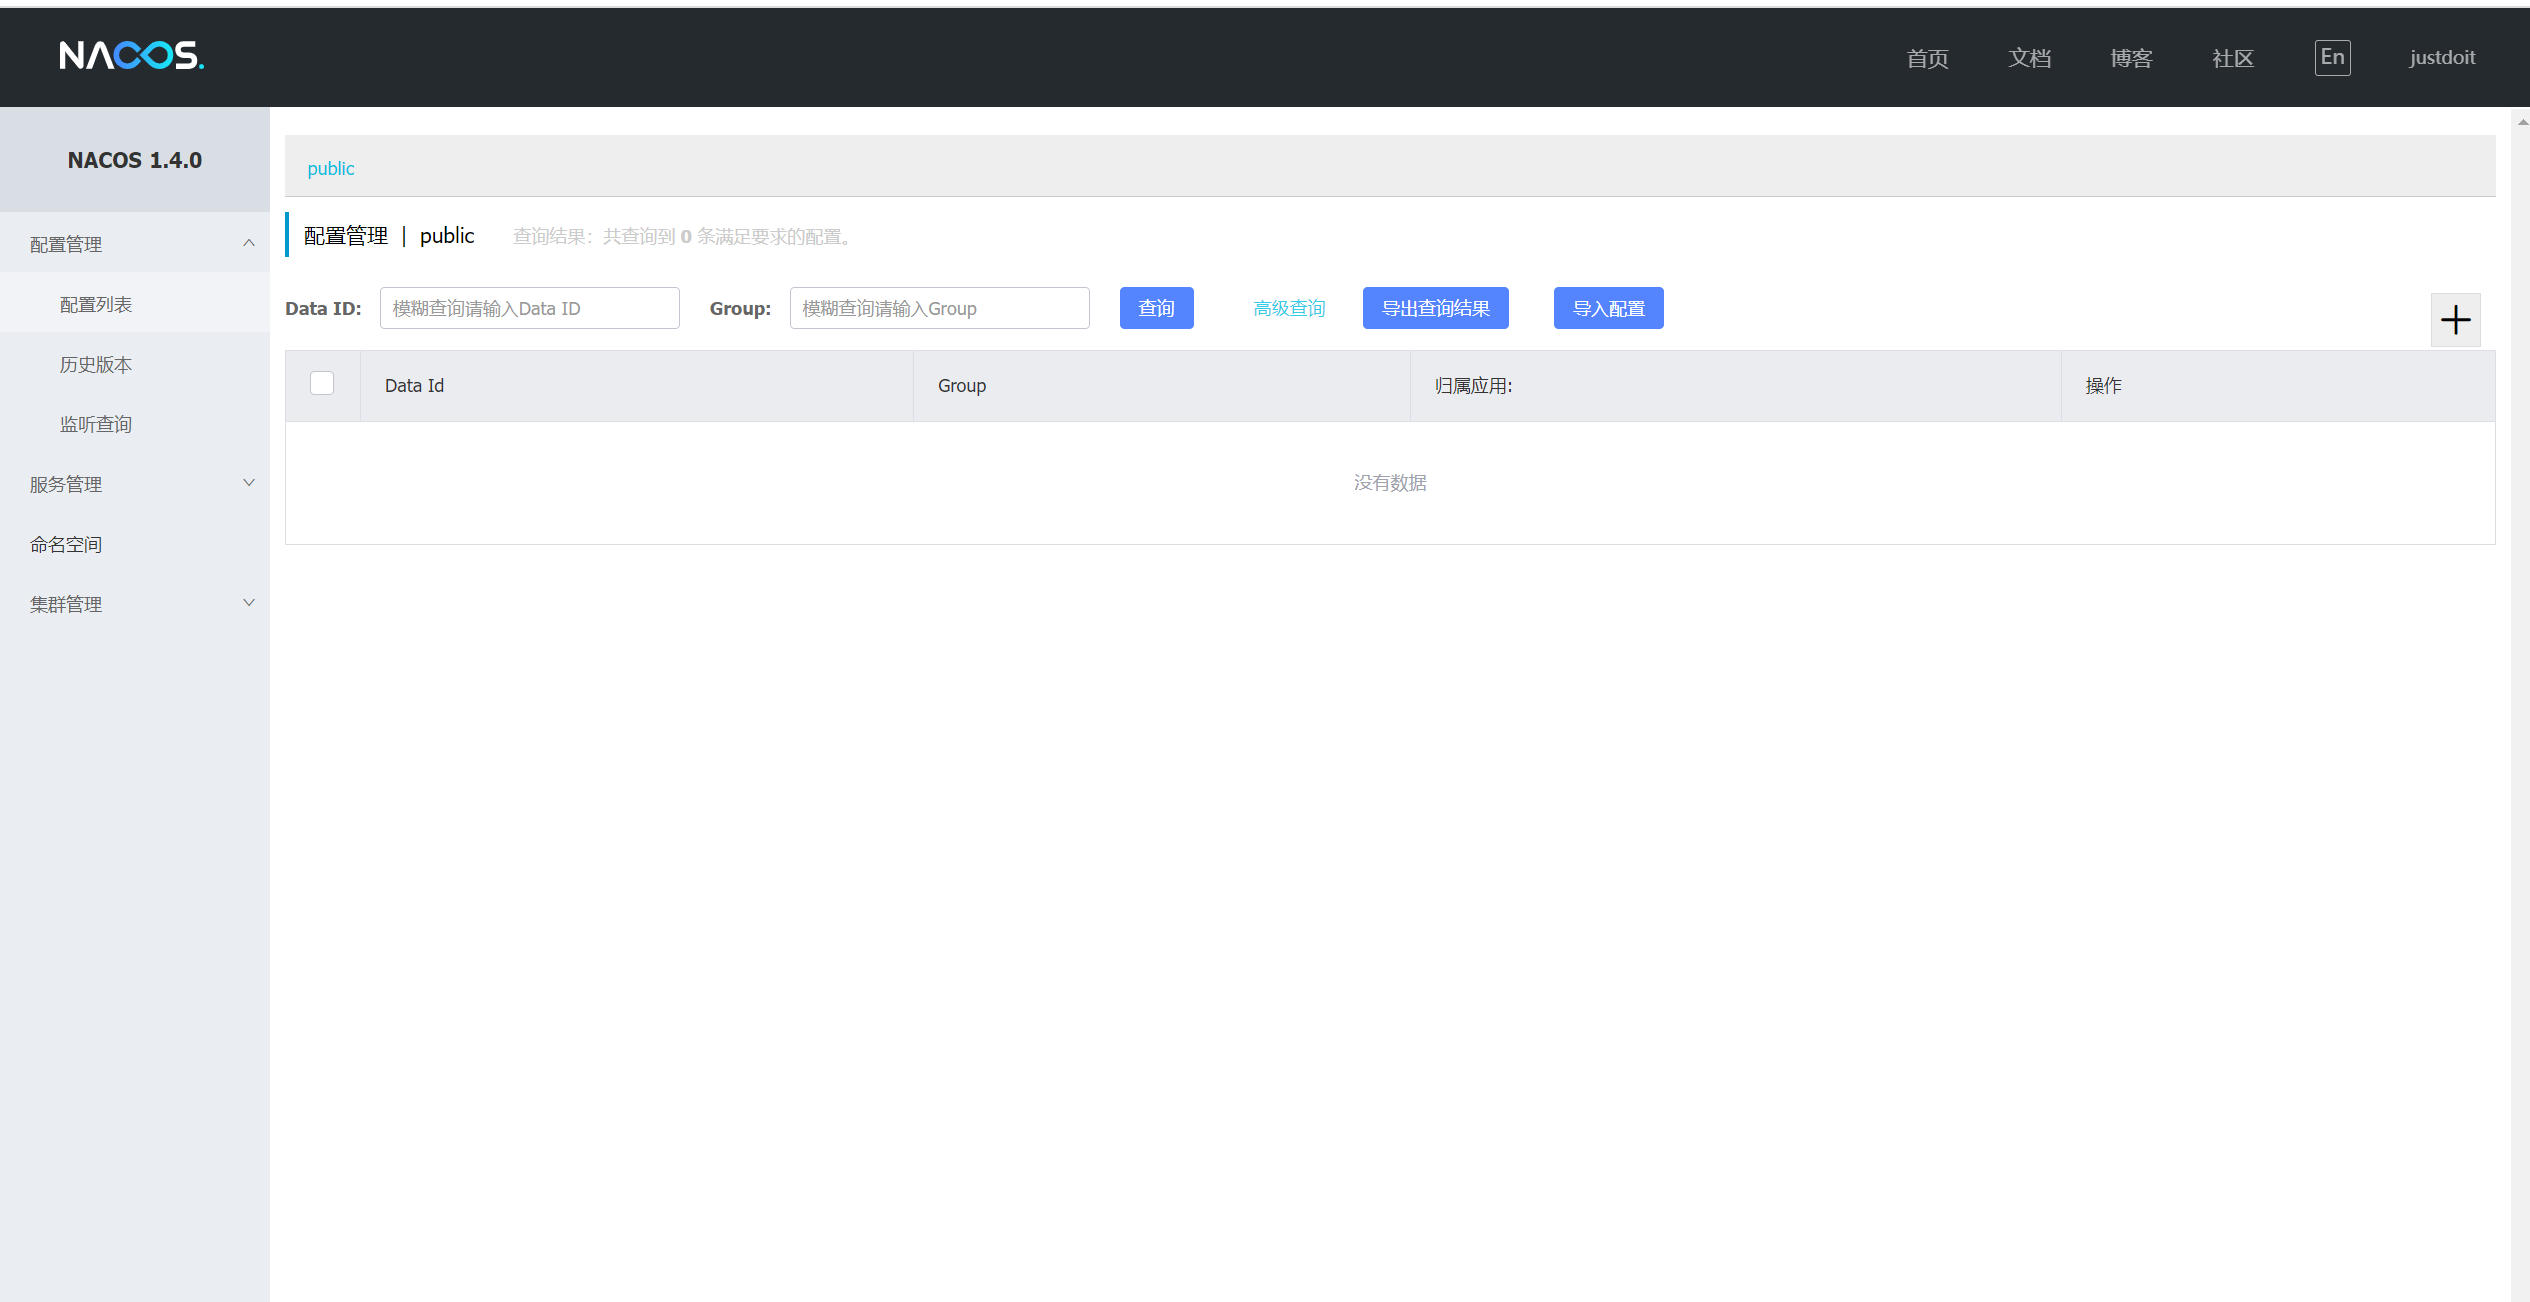 NACOS.
首页 文档 博客 社区 En justdoit
NACOS 1.4.0
配置管理
配置列表
历史版本
监听查询
服务管理
命名空间
集群管理
public
配置管理 | public 查询结果：共查询到 0 条满足要求的配置。
Data ID: 模糊查询请输入Data ID Group: 模糊查询请输入Group 查询 高级查询 导出查询结果 导入配置
Data Id Group 归属应用: 操作
没有数据